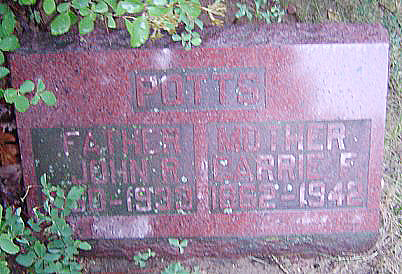 POTTS
FATHER MOTHER
JOHN R. CARRIE F.
1862-1942